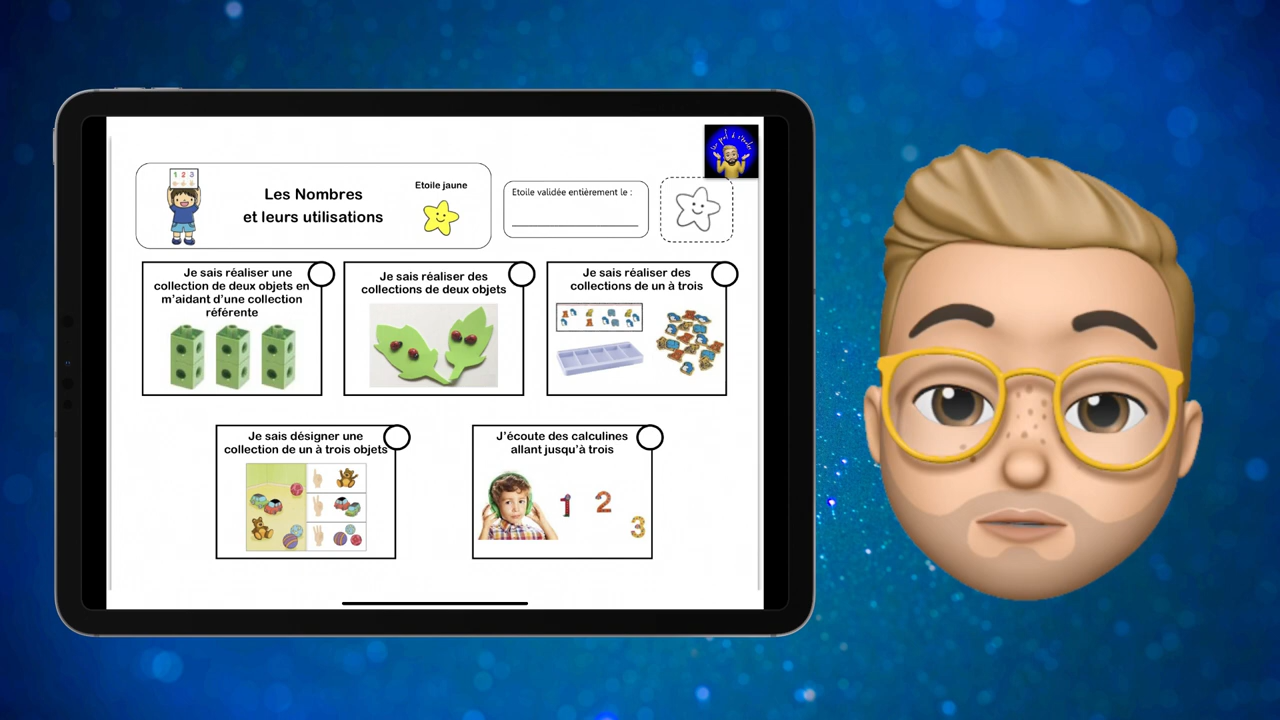 Les Nombres
et leurs utilisations
Etoile jaune
Etoile validée entièrement le :
Je sais réaliser une
collection de deux objets en
m'aidant d'une collection
référente
Je sais réaliser des
collections de deux objets
Je sais réaliser des
collections de un à trois
Je sais désigner une
collection de un à trois objets
J'écoute des calculines
allant jusqu'à trois
1 2 3
1
2
3